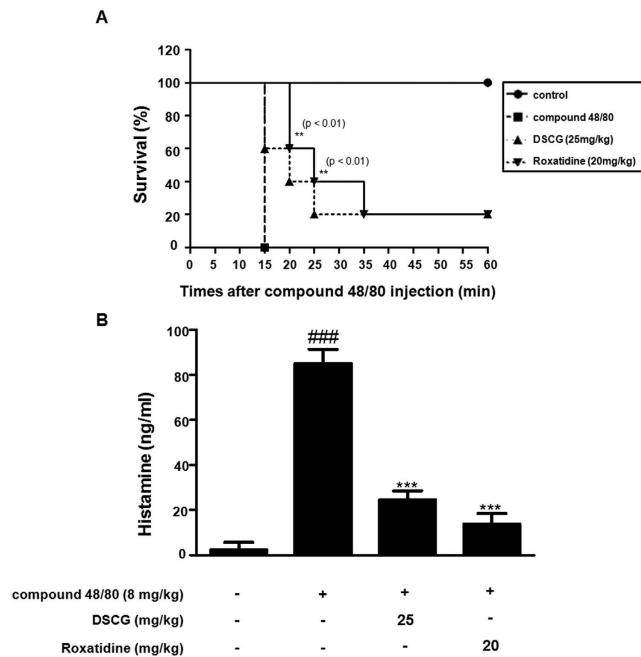 A
120
100
80
60
40
20
0
Survival (%)
(p < 0.01)
**
(p < 0.01)
**
control
compound 48/80
DSCG (25mg/kg)
Roxatidine (20mg/kg)
0 5 10 15 20 25 30 35 40 45 50 55 60
Times after compound 48/80 injection (min)
B
100
80
60
40
20
0
Histamine (ng/ml)
###
***
***
compound 48/80 (8 mg/kg) - + + +
DSCG (mg/kg) - - 25 -
Roxatidine (mg/kg) - - - 20